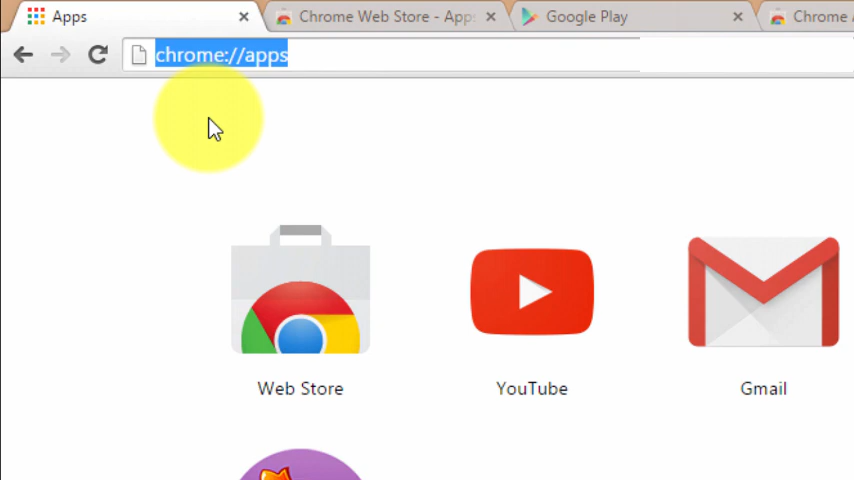 Apps
Chrome Web Store - Apps
Google Play
Chrome
chrome://apps
Web Store
YouTube
Gmail